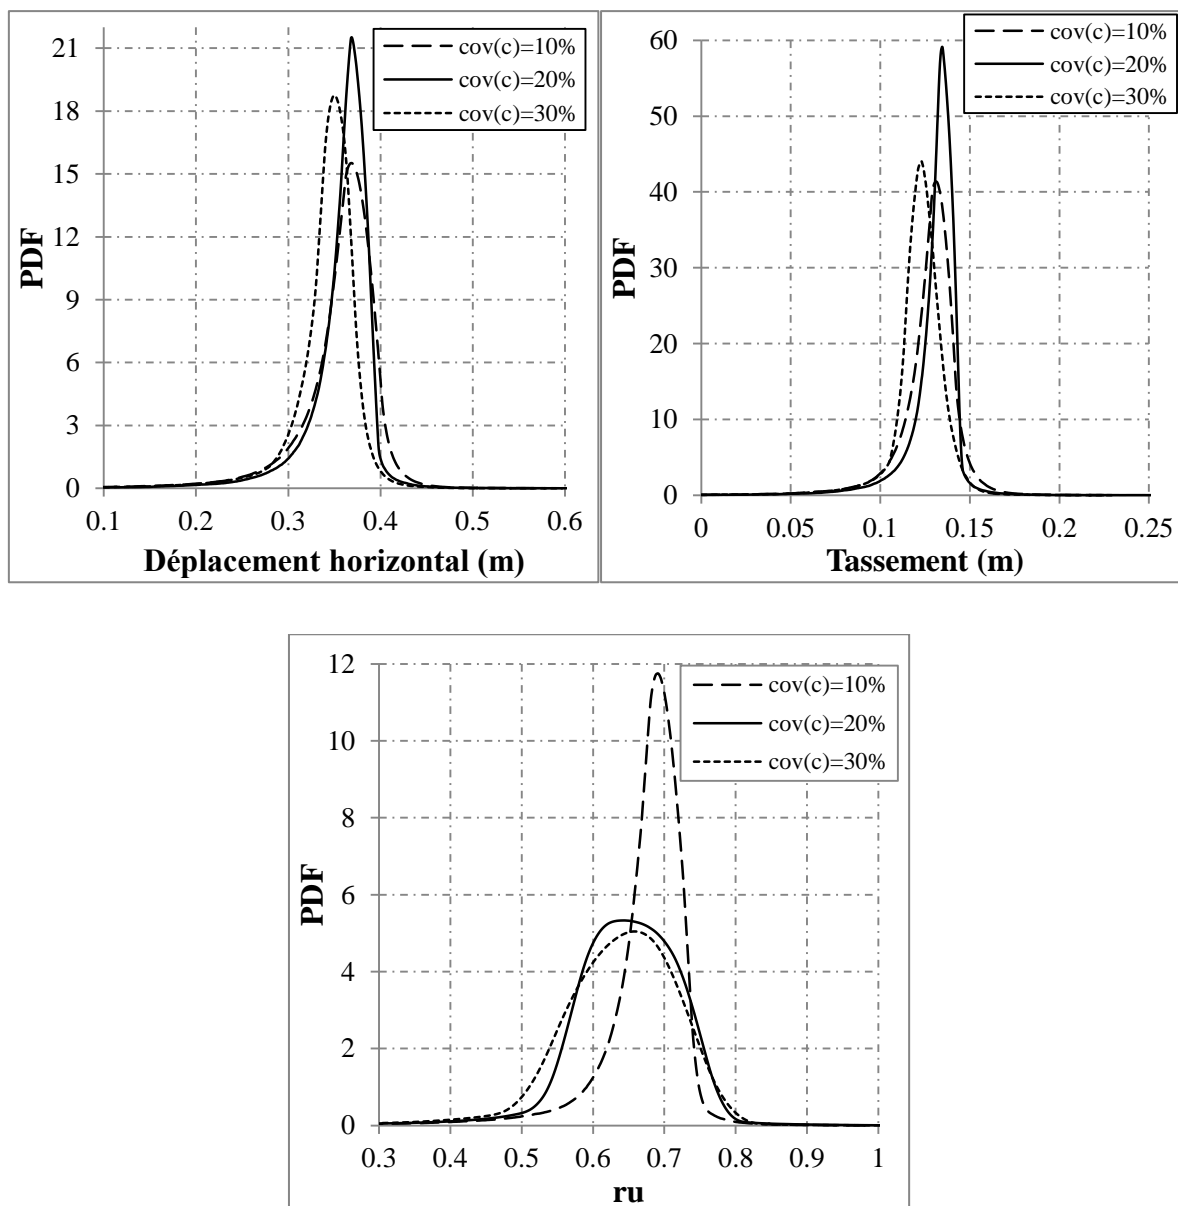 PDF
21
18
15
12
9
6
3
0
0.1 0.2 0.3 0.4 0.5 0.6
Déplacement horizontal (m)
cov(c)=10%
cov(c)=20%
cov(c)=30%
PDF
60
50
40
30
20
10
0
0 0.05 0.1 0.15 0.2 0.25
Tassement (m)
cov(c)=10%
cov(c)=20%
cov(c)=30%
PDF
12
10
8
6
4
2
0
0.3 0.4 0.5 0.6 0.7 0.8 0.9 1
ru
cov(c)=10%
cov(c)=20%
cov(c)=30%